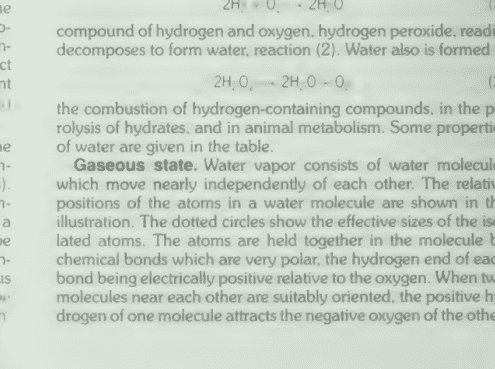 2H₂ + O₂ → 2H₂O
compound of hydrogen and oxygen, hydrogen peroxide, readi
decomposes to form water, reaction (2). Water also is formed
2H₂O₂ → 2H₂O + O₂
the combustion of hydrogen-containing compounds, in the p
rolysis of hydrates, and in animal metabolism. Some properti
of water are given in the table.
Gaseous state. Water vapor consists of water molecul
which move nearly independently of each other. The relativ
positions of the atoms in a water molecule are shown in th
illustration. The dotted circles show the effective sizes of the iso
lated atoms. The atoms are held together in the molecule b
chemical bonds which are very polar, the hydrogen end of eac
bond being electrically positive relative to the oxygen. When tw
molecules near each other are suitably oriented, the positive hy
drogen of one molecule attracts the negative oxygen of the othe